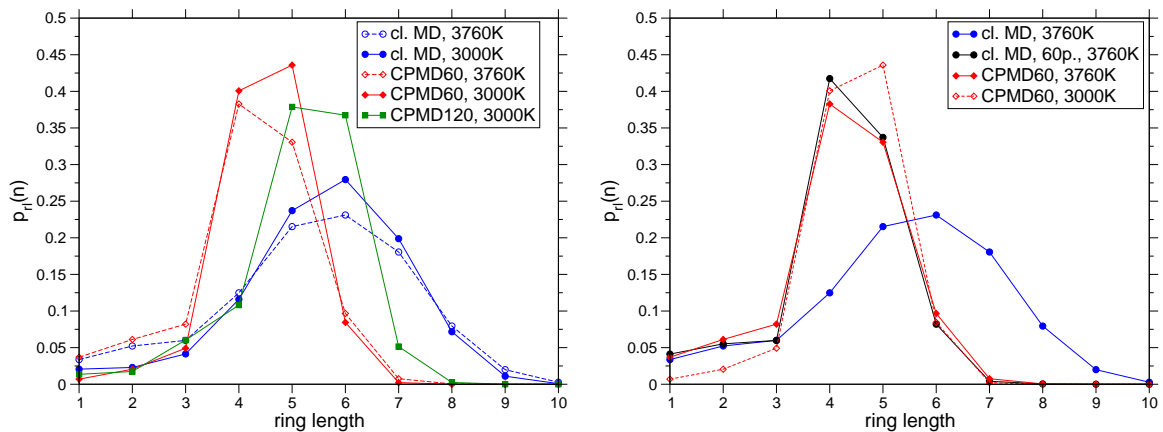 0.5
0.45
0.4
0.35
0.3
0.25
0.2
0.15
0.1
0.05
0
p_rl(n)
cl. MD, 3760K
cl. MD, 3000K
CPMD60, 3760K
CPMD60, 3000K
CPMD120, 3000K
1 2 3 4 5 6 7 8 9 10
ring length
0.5
0.45
0.4
0.35
0.3
0.25
0.2
0.15
0.1
0.05
0
p_rl(n)
cl. MD, 3760K
cl. MD, 60p., 3760K
CPMD60, 3760K
CPMD60, 3000K
1 2 3 4 5 6 7 8 9 10
ring length